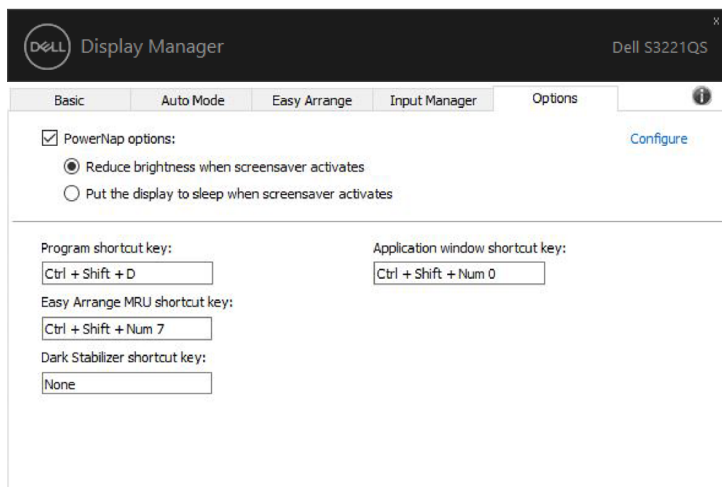 x
DELL
Display Manager
Dell S3221QS
Basic
Auto Mode
Easy Arrange
Input Manager
Options
i
PowerNap options:
Configure
Reduce brightness when screensaver activates
Put the display to sleep when screensaver activates
Program shortcut key:
Application window shortcut key:
Ctrl + Shift + D
Ctrl + Shift + Num 0
Easy Arrange MRU shortcut key:
Ctrl + Shift + Num 7
Dark Stabilizer shortcut key:
None